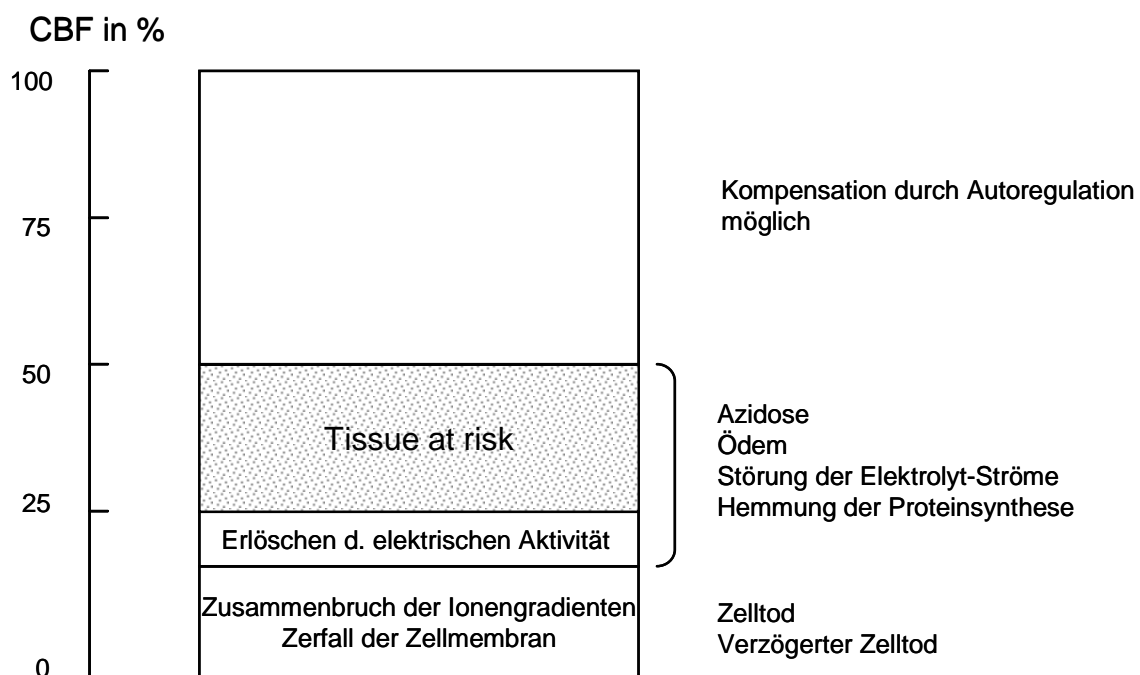 CBF in %
100
75
Kompensation durch Autoregulation
möglich
50
Tissue at risk
Azidose
Ödem
Störung der Elektrolyt-Ströme
Hemmung der Proteinsynthese
25
Erlöschen d. elektrischen Aktivität
Zusammenbruch der Ionengradienten
Zerfall der Zellmembran
Zelltod
Verzögerter Zelltod
0